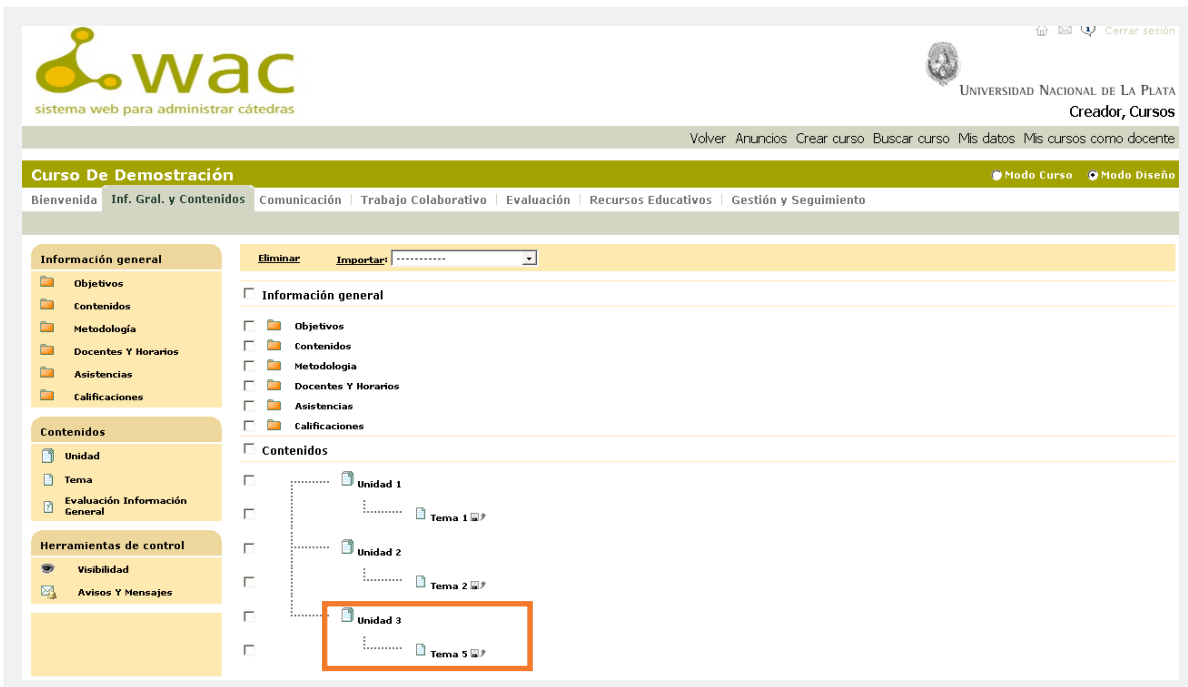 Cerrar sesión
wac
sistema web para administrar cátedras
UNIVERSIDAD NACIONAL DE LA PLATA
Creador, Cursos
Volver Anuncios Crear curso Buscar curso Mis datos Mis cursos como docente
Curso De Demostración Modo Curso Modo Diseño
Bienvenida Inf. Gral. y Contenidos Comunicación Trabajo Colaborativo Evaluación Recursos Educativos Gestión y Seguimiento
Información general
Objetivos
Contenidos
Metodología
Docentes Y Horarios
Asistencias
Calificaciones
Contenidos
Unidad
Tema
Evaluación Información
General
Herramientas de control
Visibilidad
Avisos Y Mensajes
Eliminar Importar: -----------
Información general
Objetivos
Contenidos
Metodologia
Docentes Y Horarios
Asistencias
Calificaciones
Contenidos
Unidad 1
Tema 1
Unidad 2
Tema 2
Unidad 3
Tema 5